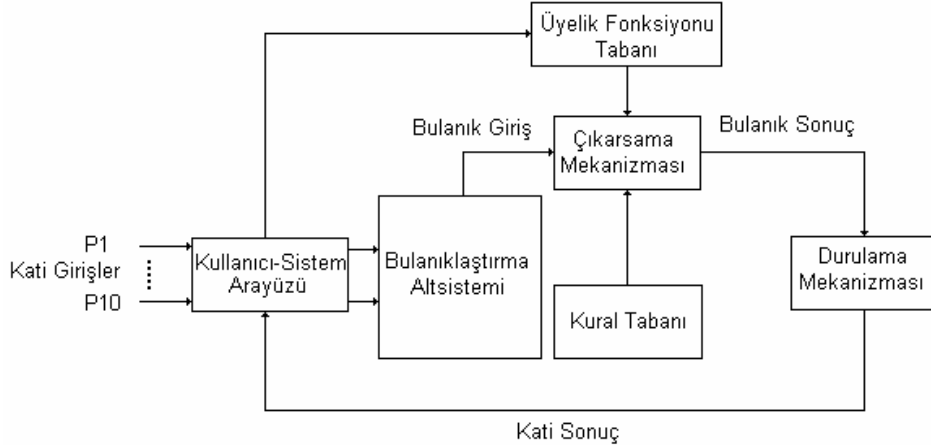 Üyelik Fonksiyonu
Tabanı
Bulanık Giriş
Çıkarsama
Mekanizması
Bulanık Sonuç
P1
Kati Girişler
P10
Kullanıcı-Sistem
Arayüzü
Bulanıklaştırma
Altsistemi
Kural Tabanı
Durulama
Mekanizması
Kati Sonuç